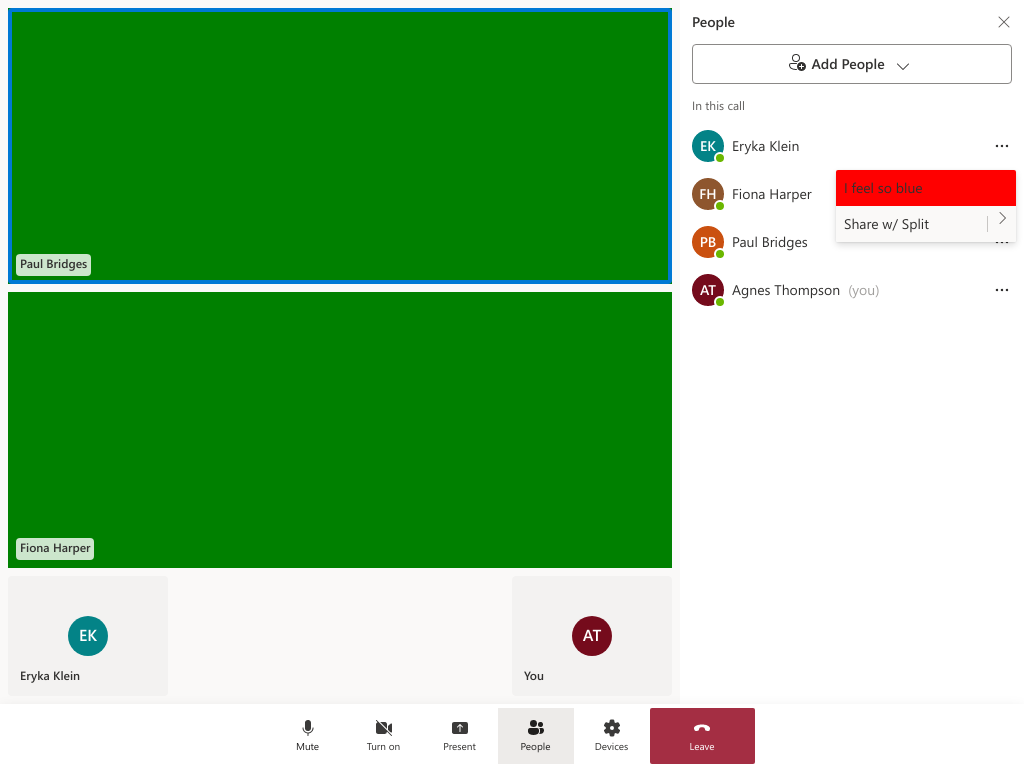 Paul Bridges
Fiona Harper
EK
Eryka Klein
AT
You
People
Add People
In this call
EK Eryka Klein
FH Fiona Harper
I feel so blue
Share w/ Split
PB Paul Bridges
AT Agnes Thompson (you)
Mute
Turn on
Present
People
Devices
Leave